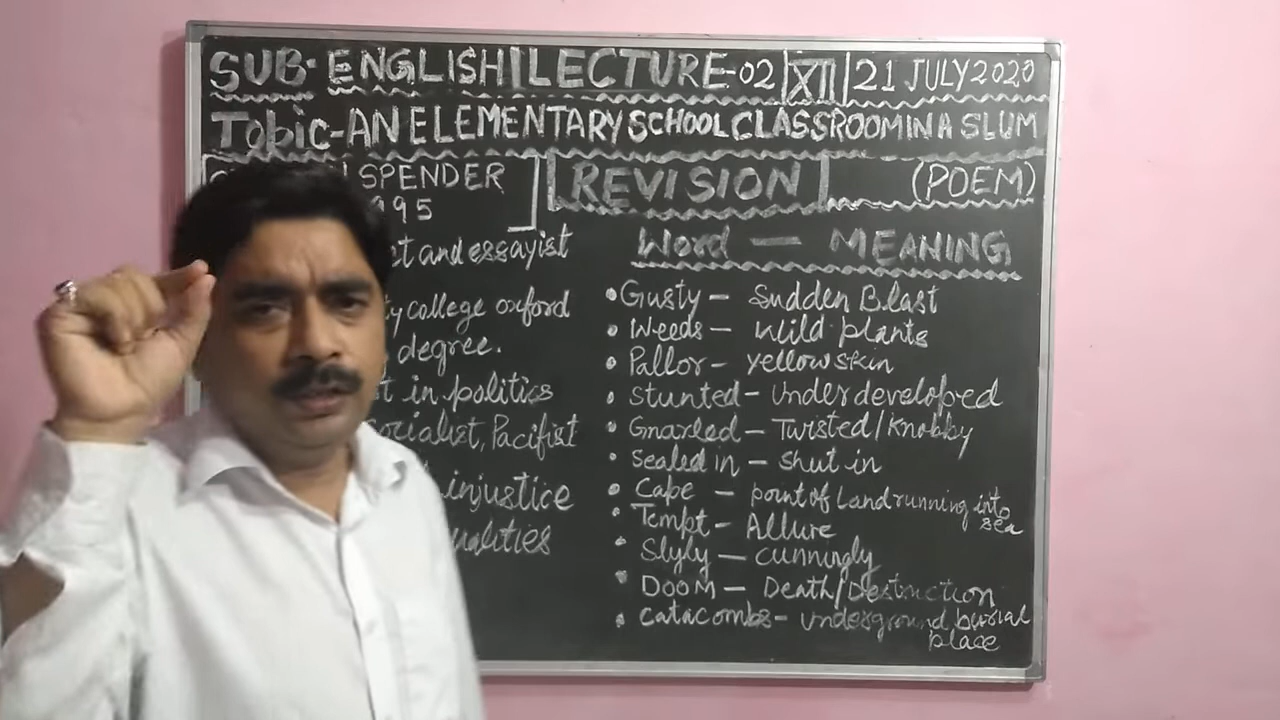 SUB- ENGLISH LECTURE-02 XII 21 JULY 2020
Topic-AN ELEMENTARY SCHOOL CLASSROOM IN A SLUM
SPENDER
995
REVISION
(POEM)
and essayist
college oxford
degree.
in politics
socialist, Pacifist
injustice
Word — MEANING
• Gusty — Sudden Blast
• Weeds — Wild plants
• Pallor — yellow skin
• Stunted — Underdeveloped
• Gnarled — Twisted/Knobby
• Sealed in — Shut in
• Cape — point of Land running into sea
• Tempt — Allure
• Slyly — cunningly
• DOOM — Death/Destruction
• catacombs - underground burial place